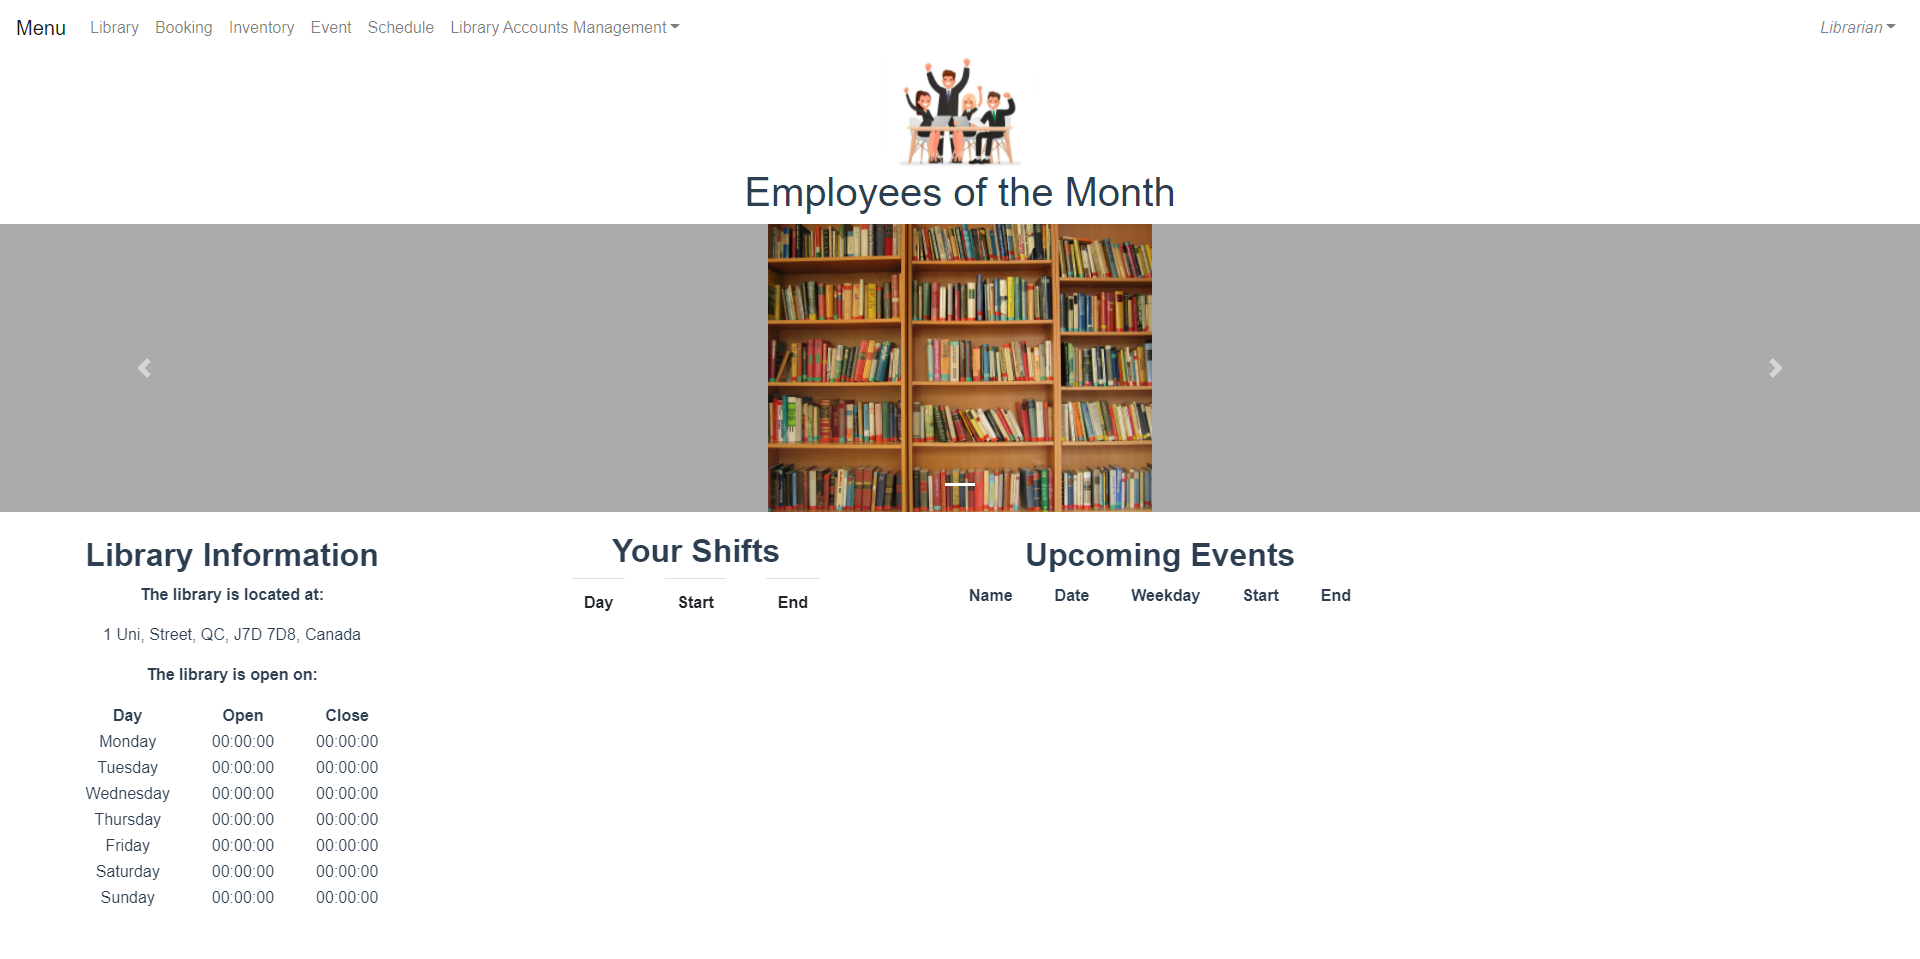 Menu Library Booking Inventory Event Schedule Library Accounts Management Librarian
Employees of the Month
Library Information
The library is located at:
1 Uni, Street, QC, J7D 7D8, Canada
The library is open on:
Day Open Close
Monday 00:00:00 00:00:00
Tuesday 00:00:00 00:00:00
Wednesday 00:00:00 00:00:00
Thursday 00:00:00 00:00:00
Friday 00:00:00 00:00:00
Saturday 00:00:00 00:00:00
Sunday 00:00:00 00:00:00
Your Shifts
Day Start End
Upcoming Events
Name Date Weekday Start End